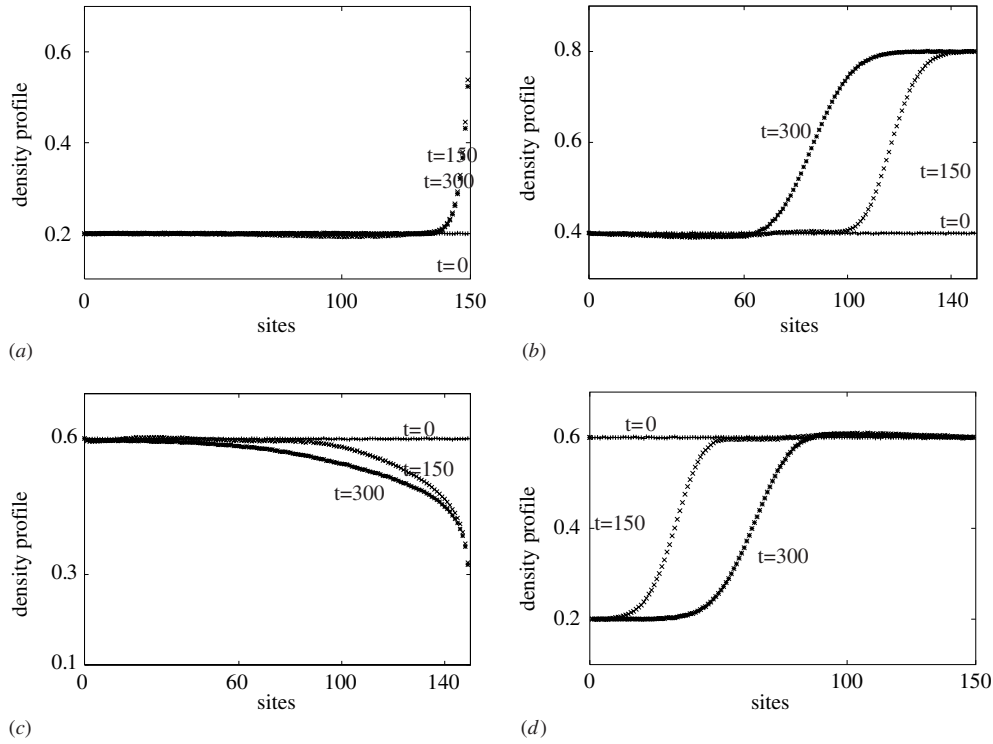 0.6
0.4
0.2
density profile
t=150
t=300
t=0
0
100
150
sites
(a)
0.8
0.6
0.4
density profile
t=300
t=150
t=0
0
60
100
140
sites
(b)
0.6
0.3
0.1
density profile
t=0
t=150
t=300
0
60
100
140
sites
(c)
0.6
0.4
0.2
density profile
t=0
t=150
t=300
0
100
150
sites
(d)